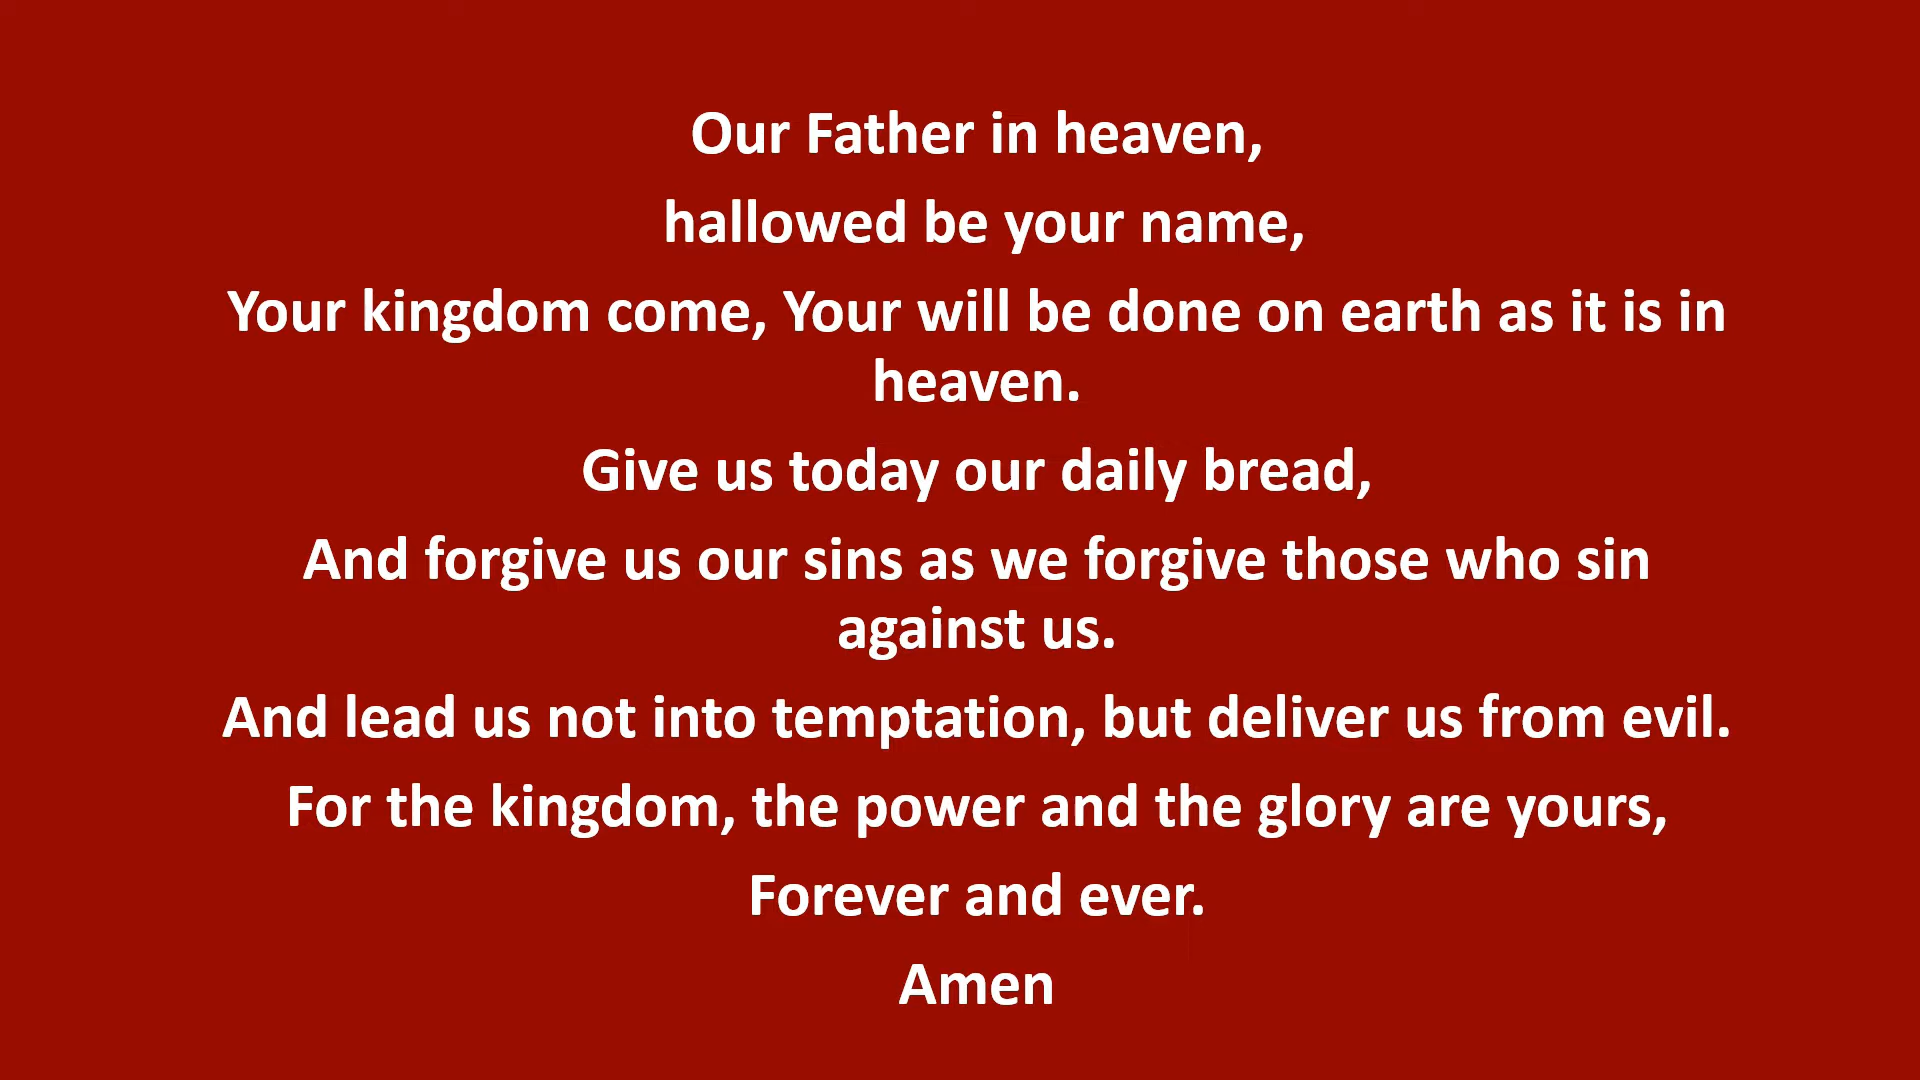 Our Father in heaven,
hallowed be your name,
Your kingdom come, Your will be done on earth as it is in
heaven.
Give us today our daily bread,
And forgive us our sins as we forgive those who sin
against us.
And lead us not into temptation, but deliver us from evil.
For the kingdom, the power and the glory are yours,
Forever and ever.
Amen